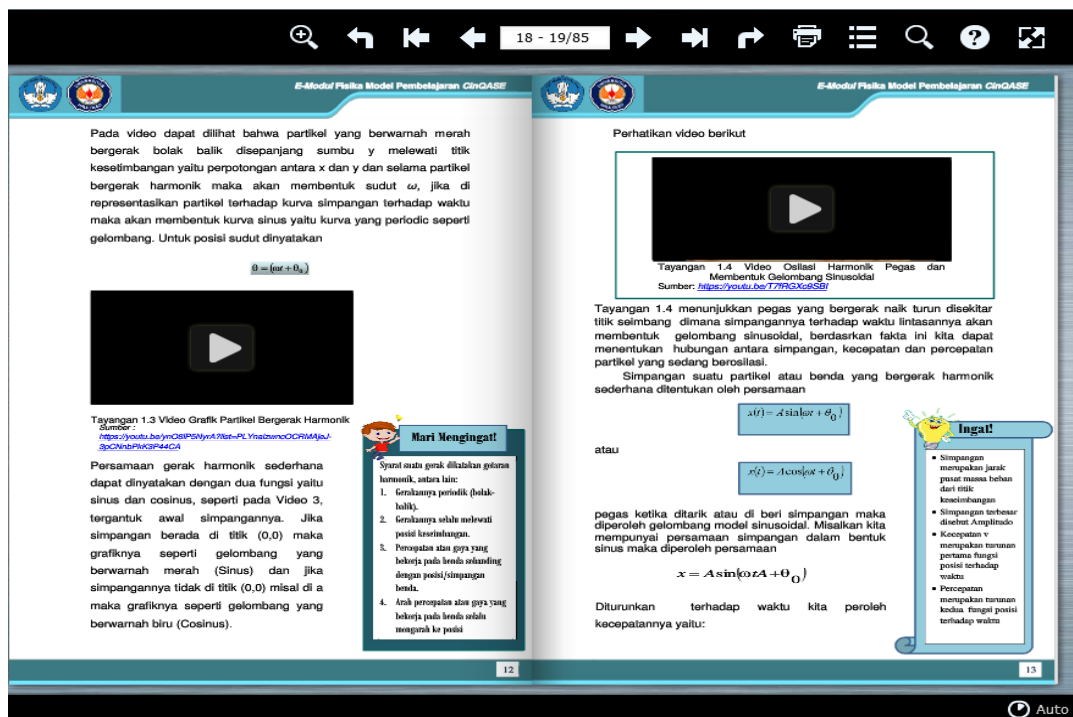 18 - 19/85
E-Modul Fisika Model Pembelajaran CinQASE
Pada video dapat dilihat bahwa partikel yang berwarnah merah
bergerak bolak balik disepanjang sumbu y melewati titik
kesetimbangan yaitu perpotongan antara x dan y dan selama partikel
bergerak harmonik maka akan membentuk sudut ω, jika di
representasikan partikel terhadap kurva simpangan terhadap waktu
maka akan membentuk kurva sinus yaitu kurva yang periodic seperti
gelombang. Untuk posisi sudut dinyatakan
θ = (ωt + θ₀)
Tayangan 1.3 Video Grafik Partikel Bergerak Harmonik
Sumber :
Persamaan gerak harmonik sederhana
dapat dinyatakan dengan dua fungsi yaitu
sinus dan cosinus, seperti pada Video 3,
tergantuk awal simpangannya. Jika
simpangan berada di titik (0,0) maka
grafiknya seperti gelombang yang
berwarnah merah (Sinus) dan jika
simpangannya tidak di titik (0,0) misal di a
maka grafiknya seperti gelombang yang
berwarnah biru (Cosinus).
Mari Mengingat!
Syarat suatu gerak dikatakan getaran
harmonik, antara lain:
1. Gerakannya periodik (bolak-
balik).
2. Gerakannya selalu melewati
posisi keseimbangan.
3. Percepatan atau gaya yang
bekerja pada benda sebanding
dengan posisi/simpangan
benda.
4. Arah percepatan atau gaya yang
bekerja pada benda selalu
mengarah ke posisi
12
E-Modul Fisika Model Pembelajaran CinQASE
Perhatikan video berikut
Tayangan 1.4 Video Osilasi Harmonik Pegas dan
Membentuk Gelombang Sinusoidal
Sumber: https://youtu.be/T7fRGXc9SBI
Tayangan 1.4 menunjukkan pegas yang bergerak naik turun disekitar
titik seimbang dimana simpangannya terhadap waktu lintasannya akan
membentuk gelombang sinusoidal, berdasrkan fakta ini kita dapat
menentukan hubungan antara simpangan, kecepatan dan percepatan
partikel yang sedang berosilasi.
Simpangan suatu partikel atau benda yang bergerak harmonik
sederhana ditentukan oleh persamaan
x(t) = A sin(ωt + θ₀)
atau
x(t) = A cos(ωt + θ₀)
pegas ketika ditarik atau di beri simpangan maka
diperoleh gelombang model sinusoidal. Misalkan kita
mempunyai persamaan simpangan dalam bentuk
sinus maka diperoleh persamaan
x = A sin(ωtA + θ₀)
Diturunkan terhadap waktu kita peroleh
kecepatannya yaitu:
Ingat!
• Simpangan
merupakan jarak
pusat massa beban
dari titik
keseimbangan
• Simpangan terbesar
disebut Amplitudo
• Kecepatan v
merupakan turunan
pertama fungsi
posisi terhadap
waktu
• Percepatan
merupakan turunan
kedua fungsi posisi
terhadap waktu
13
Auto